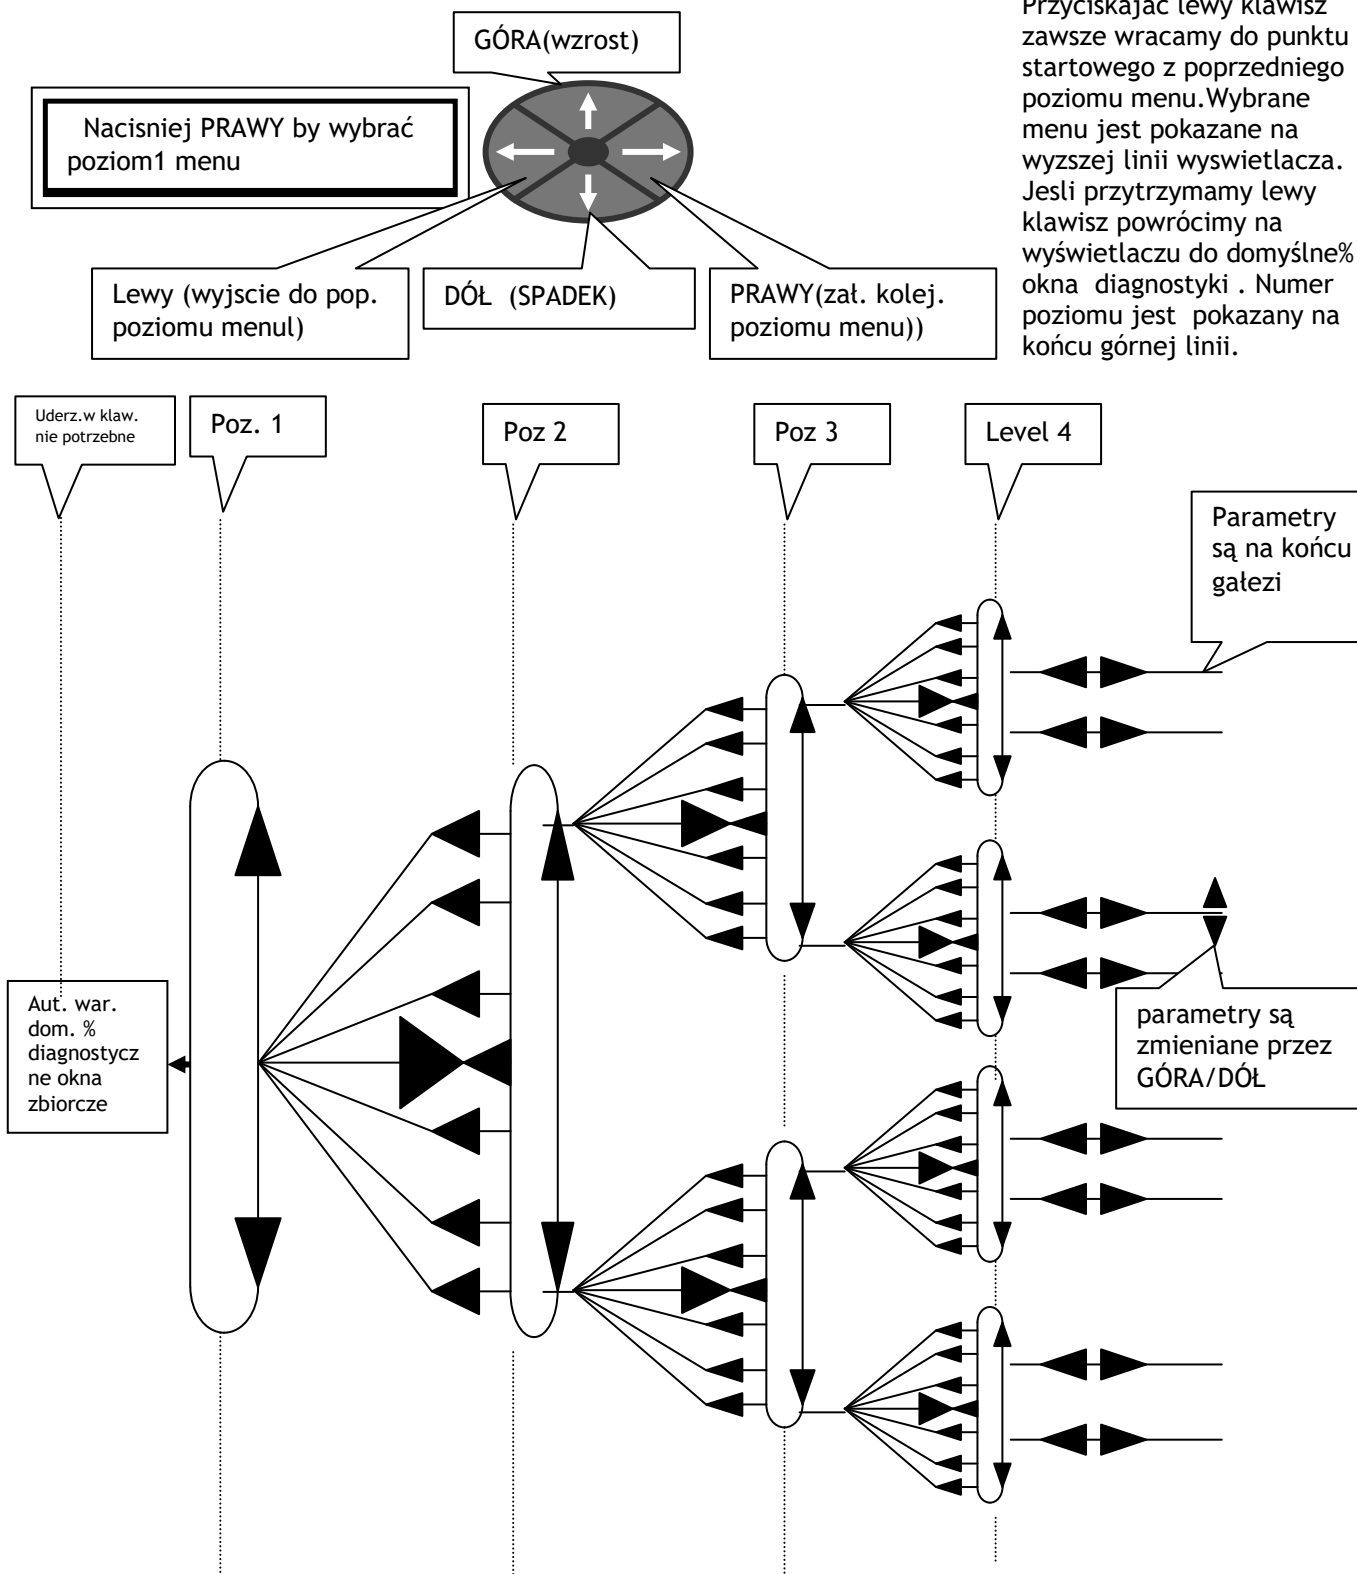 GÓRA(wzrost)
Nacisniej PRAWY by wybrać
poziom1 menu
Lewy (wyjscie do pop.
poziomu menul)
DÓŁ (SPADEK)
PRAWY(zał. kolej.
poziomu menu))
Przyciskajac lewy klawisz
zawsze wracamy do punktu
startowego z poprzedniego
poziomu menu.Wybrane
menu jest pokazane na
wyzszej linii wyswietlacza.
Jesli przytrzymamy lewy
klawisz powrócimy na
wyświetlaczu do domyślne%
okna diagnostyki . Numer
poziomu jest pokazany na
końcu górnej linii.
Uderz.w klaw.
nie potrzebne
Poz. 1
Poz 2
Poz 3
Level 4
Parametry
są na końcu
gałezi
Aut. war.
dom. %
diagnostycz
ne okna
zbiorcze
parametry są
zmieniane przez
GÓRA/DÓŁ